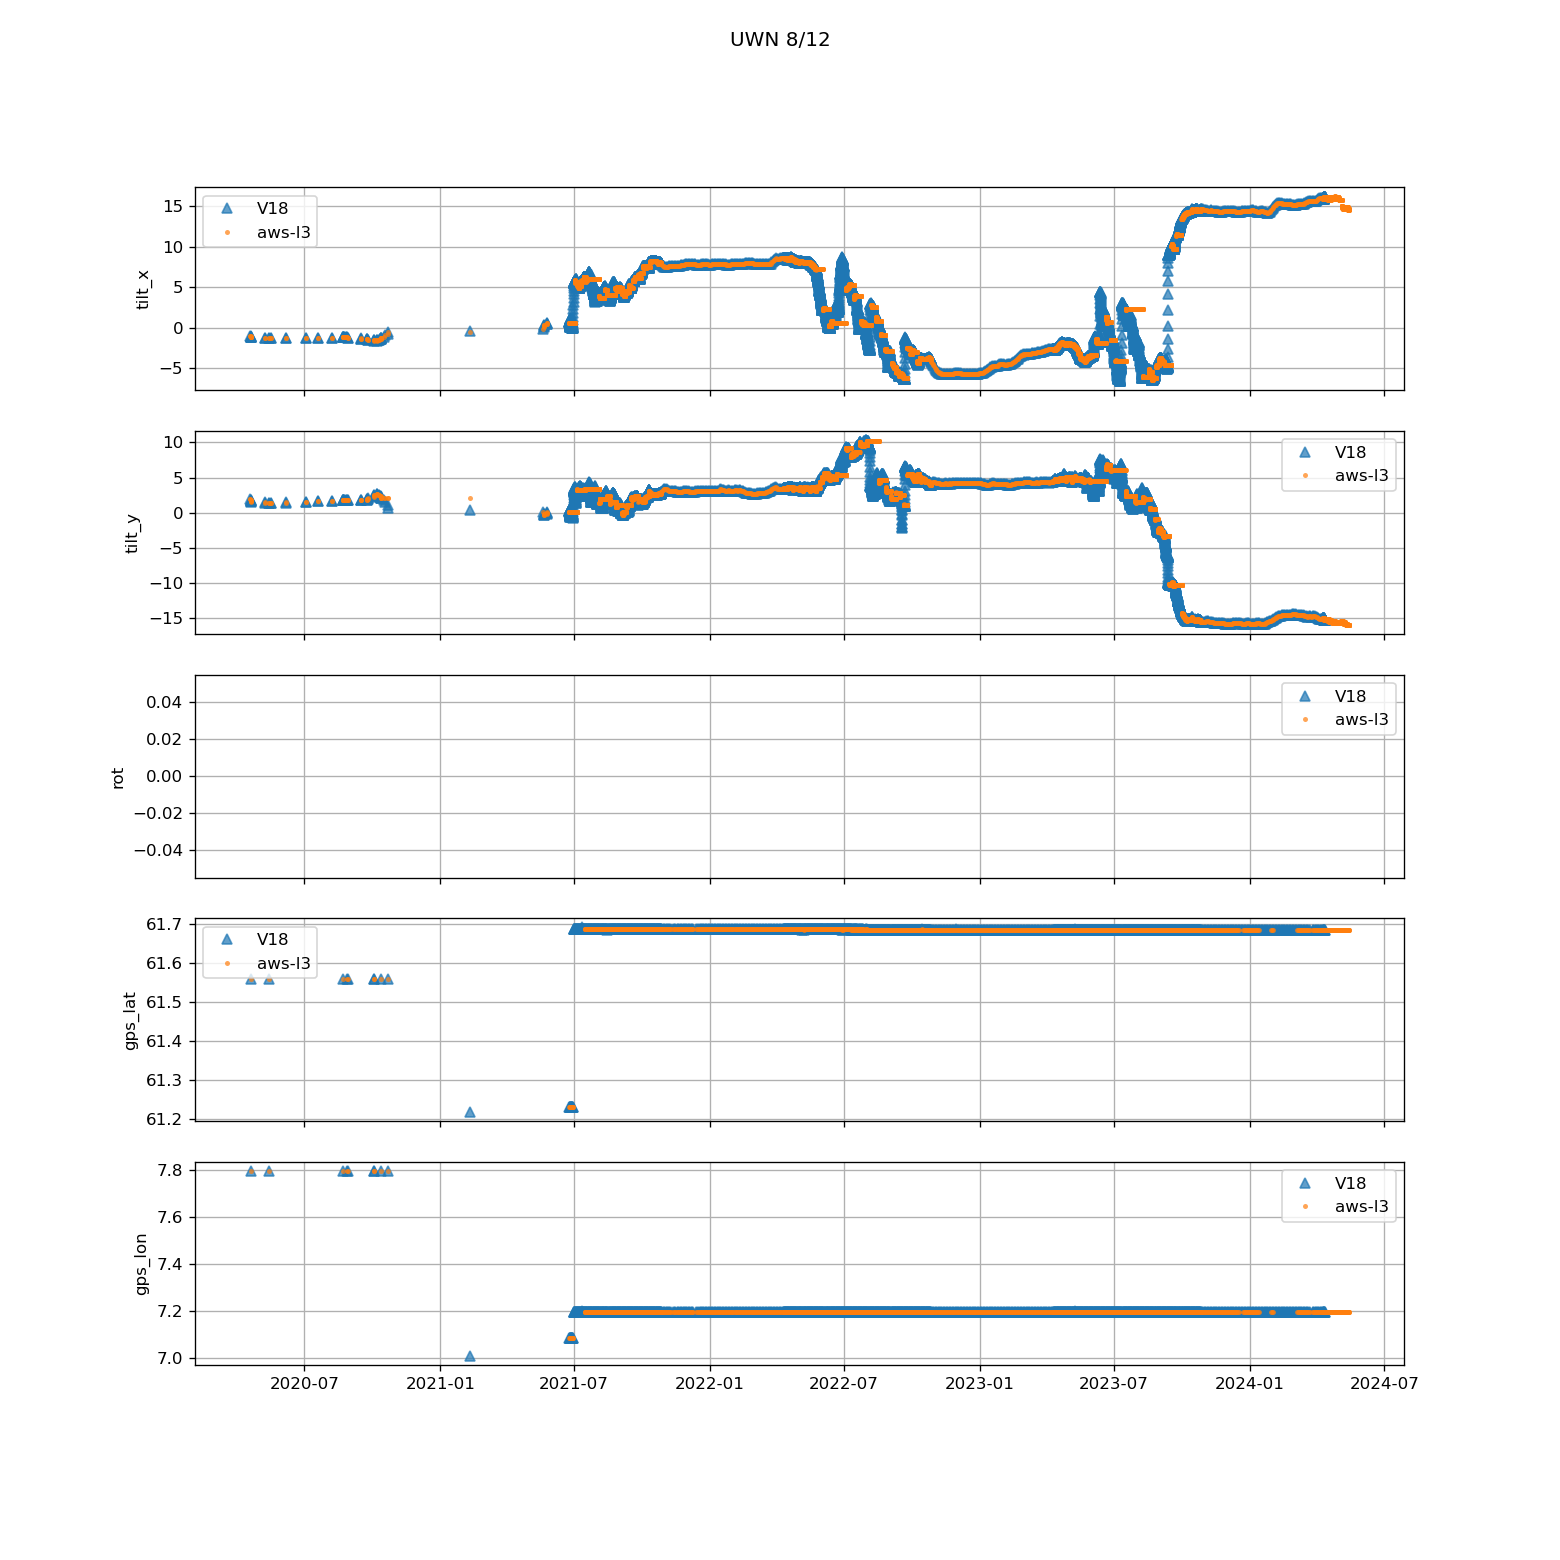 UWN 8/12
V18
aws-l3
15
10
5
0
−5
tilt_x
V18
aws-l3
10
5
0
−5
−10
−15
tilt_y
V18
aws-l3
0.04
0.02
0.00
−0.02
−0.04
rot
V18
aws-l3
61.7
61.6
61.5
61.4
61.3
61.2
gps_lat
V18
aws-l3
7.8
7.6
7.4
7.2
7.0
gps_lon
2020-07 2021-01 2021-07 2022-01 2022-07 2023-01 2023-07 2024-01 2024-07